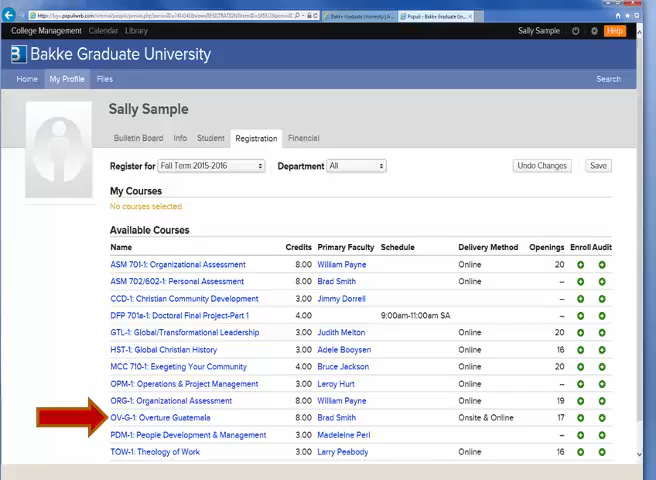 Bakke Graduate University | A...
Populi - Bakke Graduate Un...
College Management Calendar Library Sally Sample Help
Bakke Graduate University
Home My Profile Files Search
Sally Sample
Bulletin Board Info Student Registration Financial
Register for Fall Term 2015-2016 Department All Undo Changes Save
My Courses
No courses selected.
Available Courses
Name Credits Primary Faculty Schedule Delivery Method Openings Enroll Audit
ASM 701-1: Organizational Assessment 8.00 William Payne Online 20
ASM 702/602-1: Personal Assessment 8.00 Brad Smith Online --
CCD-1: Christian Community Development 3.00 Jimmy Dorrell --
DFP 701a-1: Doctoral Final Project-Part 1 4.00 9:00am-11:00am SA --
GTL-1: Global/Transformational Leadership 3.00 Judith Melton Online 20
HST-1: Global Christian History 3.00 Adele Booysen Online 16
MCC 710-1: Exegeting Your Community 4.00 Bruce Jackson Online 20
OPM-1: Operations & Project Management 3.00 Leroy Hurt --
ORG-1: Organizational Assessment 8.00 William Payne Online 19
OV-G-1: Overture Guatemala 8.00 Brad Smith Onsite & Online 17
PDM-1: People Development & Management 3.00 Madeleine Perl --
TOW-1: Theology of Work 3.00 Larry Peabody Online 16